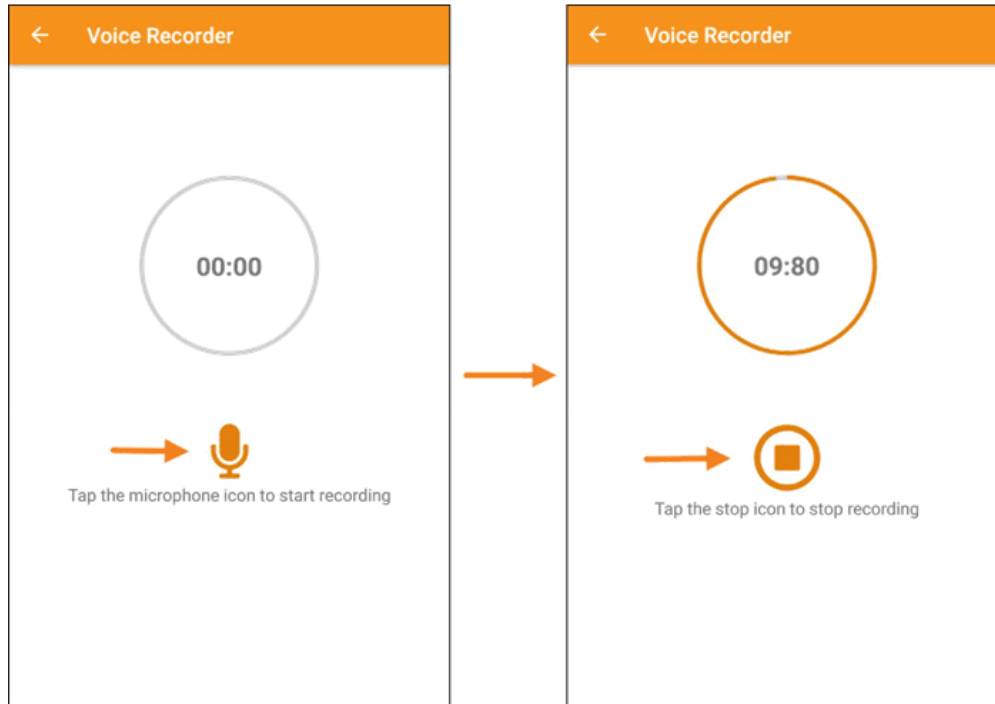 Voice Recorder
00:00
Tap the microphone icon to start recording
Voice Recorder
09:80
Tap the stop icon to stop recording